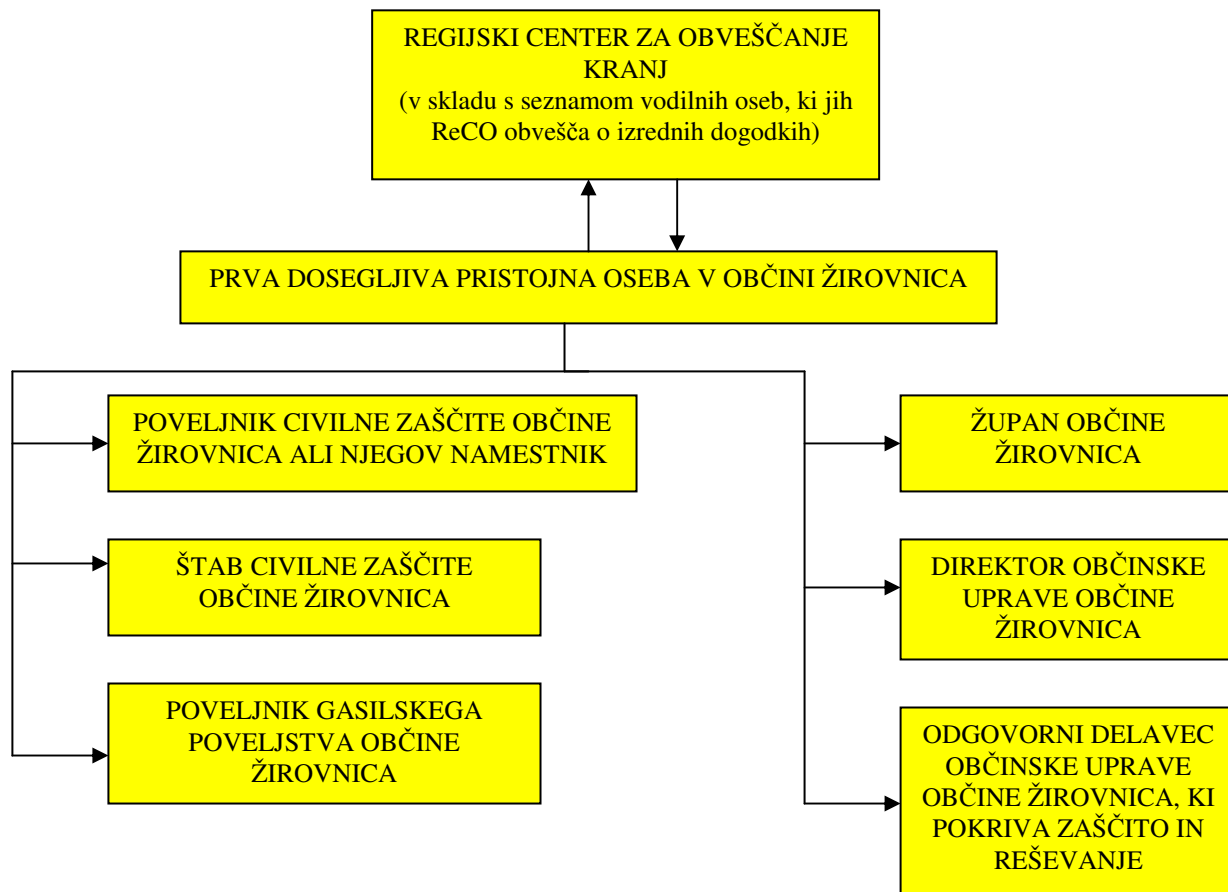 REGIJSKI CENTER ZA OBVEŠČANJE
KRANJ
(v skladu s seznamom vodilnih oseb, ki jih
ReCO obvešča o izrednih dogodkih)
PRVA DOSEGLJIVA PRISTOJNA OSEBA V OBČINI ŽIROVNICA
POVELJNIK CIVILNE ZAŠČITE OBČINE
ŽIROVNICA ALI NJEGOV NAMESTNIK
ŠTAB CIVILNE ZAŠČITE
OBČINE ŽIROVNICA
POVELJNIK GASILSKEGA
POVELJSTVA OBČINE
ŽIROVNICA
ŽUPAN OBČINE
ŽIROVNICA
DIREKTOR OBČINSKE
UPRAVE OBČINE
ŽIROVNICA
ODGOVORNI DELAVEC
OBČINSKE UPRAVE
OBČINE ŽIROVNICA, KI
POKRIVA ZAŠČITO IN
REŠEVANJE